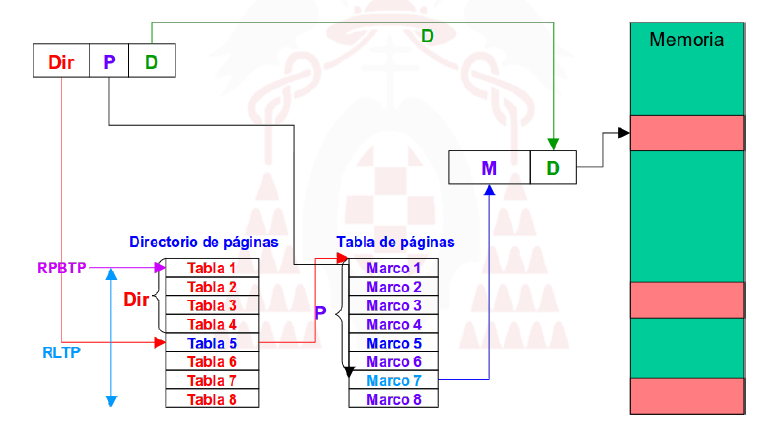 D
Memoria
Dir P D
M D
Directorio de páginas
Tabla de páginas
RPBTP
Dir
RLTP
Tabla 1
Tabla 2
Tabla 3
Tabla 4
Tabla 5
Tabla 6
Tabla 7
Tabla 8
P
Marco 1
Marco 2
Marco 3
Marco 4
Marco 5
Marco 6
Marco 7
Marco 8